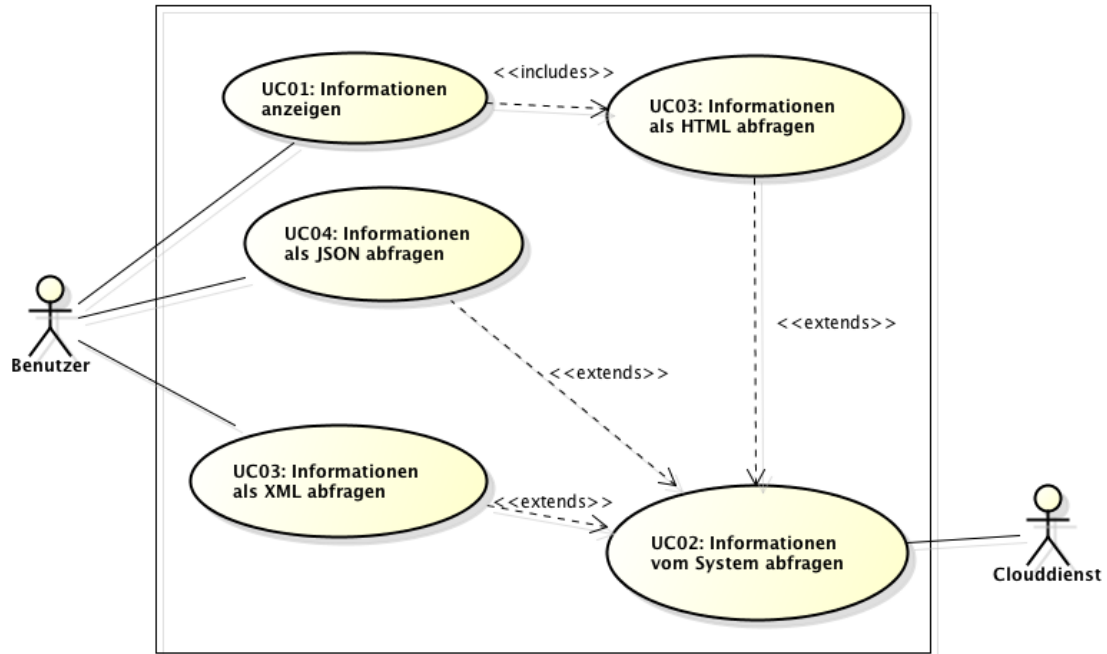 UC01: Informationen
anzeigen
<<includes>>
UC03: Informationen
als HTML abfragen
UC04: Informationen
als JSON abfragen
<<extends>>
<<extends>>
Benutzer
UC03: Informationen
als XML abfragen
<<extends>>
UC02: Informationen
vom System abfragen
Clouddienst